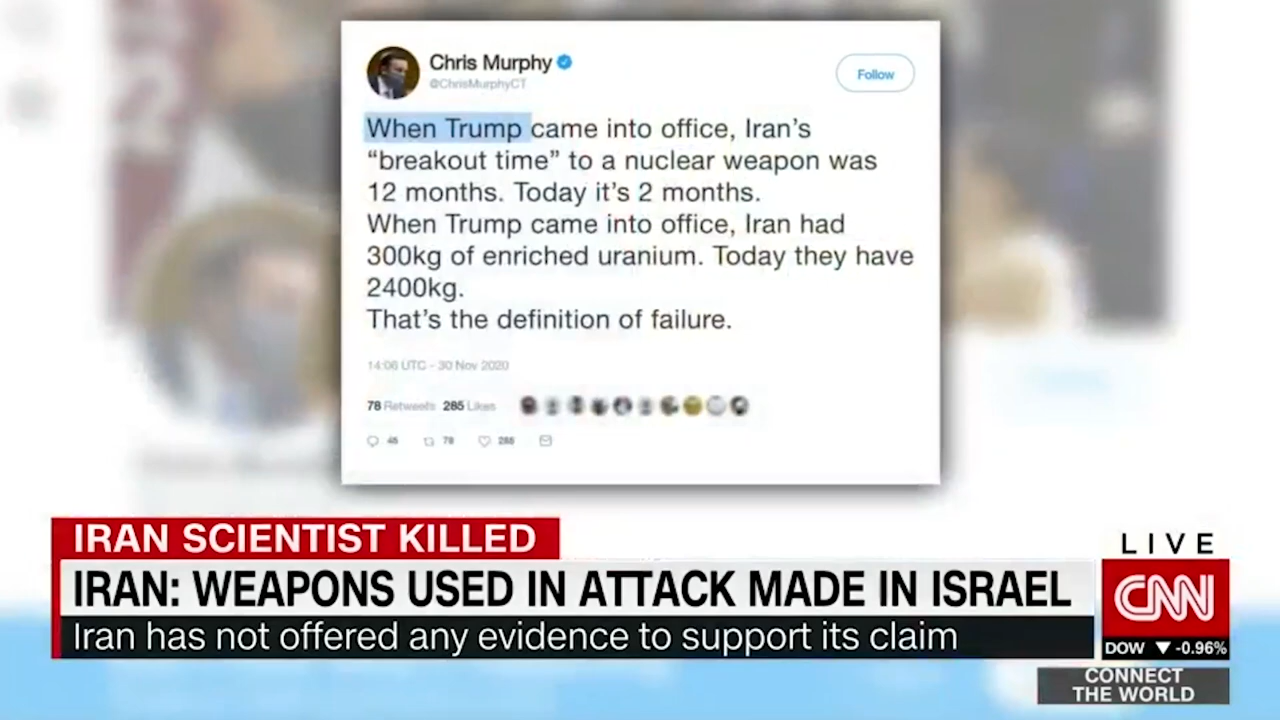 Chris Murphy
@ChrisMurphyCT
Follow
When Trump came into office, Iran's
“breakout time” to a nuclear weapon was
12 months. Today it's 2 months.
When Trump came into office, Iran had
300kg of enriched uranium. Today they have
2400kg.
That's the definition of failure.
14:06 UTC - 30 Nov 2020
78 Retweets 285 Likes
78
IRAN SCIENTIST KILLED
IRAN: WEAPONS USED IN ATTACK MADE IN ISRAEL
Iran has not offered any evidence to support its claim
LIVE
CNN
DOW ▼ -0.96%
CONNECT
THE WORLD